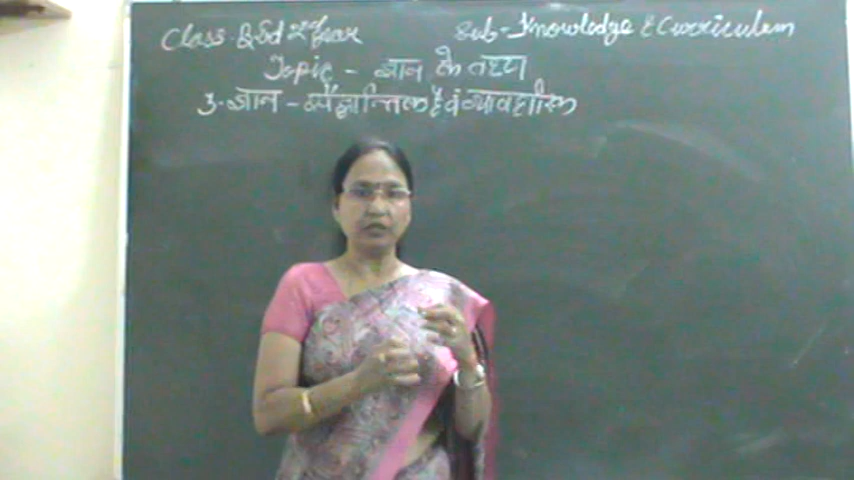 Class- B.Ed 2nd Year Sub- Knowledge & Curriculum
Topic - ज्ञान के तथ्य
3- ज्ञान - सैद्धान्तिक एवं व्यावहारिक